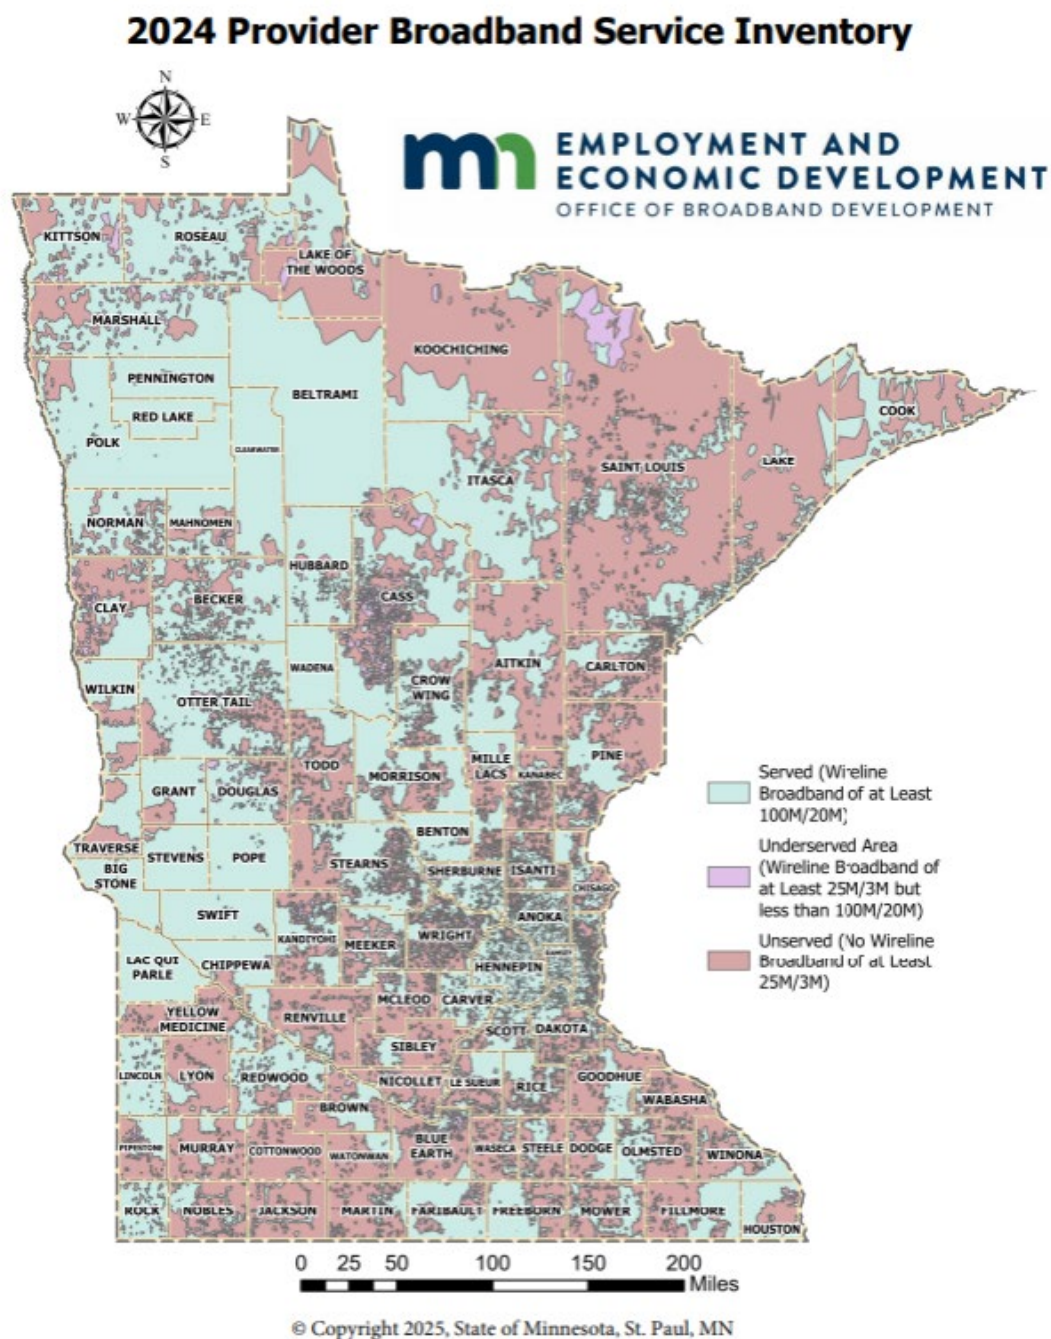 2024 Provider Broadband Service Inventory
N
W E
S
mn
EMPLOYMENT AND
ECONOMIC DEVELOPMENT
OFFICE OF BROADBAND DEVELOPMENT
KITTSON
ROSEAU
LAKE OF
THE WOODS
MARSHALL
KOOCHICHING
PENNINGTON
BELTRAMI
RED LAKE
COOK
POLK
CLEARWATER
SAINT LOUIS
LAKE
ITASCA
NORMAN
MAHNOMEN
HUBBARD
CLAY
BECKER
CASS
WADENA
AITKIN
CARLTON
WILKIN
CROW
WING
OTTER TAIL
TODD
MORRISON
MILLE
LACS
KANABEC
PINE
GRANT
DOUGLAS
BENTON
TRAVERSE
STEVENS
POPE
STEARNS
SHERBURNE
ISANTI
BIG
STONE
CHISAGO
SWIFT
ANOKA
KANDIYOHI
MEEKER
WRIGHT
LAC QUI
PARLE
CHIPPEWA
HENNEPIN
RAMSEY
MCLEOD
CARVER
YELLOW
MEDICINE
RENVILLE
SCOTT
DAKOTA
SIBLEY
LINCOLN
LYON
REDWOOD
NICOLLET
LE SUEUR
RICE
GOODHUE
WABASHA
BROWN
PIPESTONE
MURRAY
COTTONWOOD
WATONWAN
BLUE
EARTH
WASECA
STEELE
DODGE
OLMSTED
WINONA
ROCK
NOBLES
JACKSON
MARTIN
FARIBAULT
FREEBORN
MOWER
FILLMORE
HOUSTON
Served (Wireline
Broadband of at Least
100M/20M)
Underserved Area
(Wireline Broadband of
at Least 25M/3M but
less than 100M/20M)
Unserved (No Wireline
Broadband of at Least
25M/3M)
0 25 50 100 150 200
Miles
© Copyright 2025, State of Minnesota, St. Paul, MN